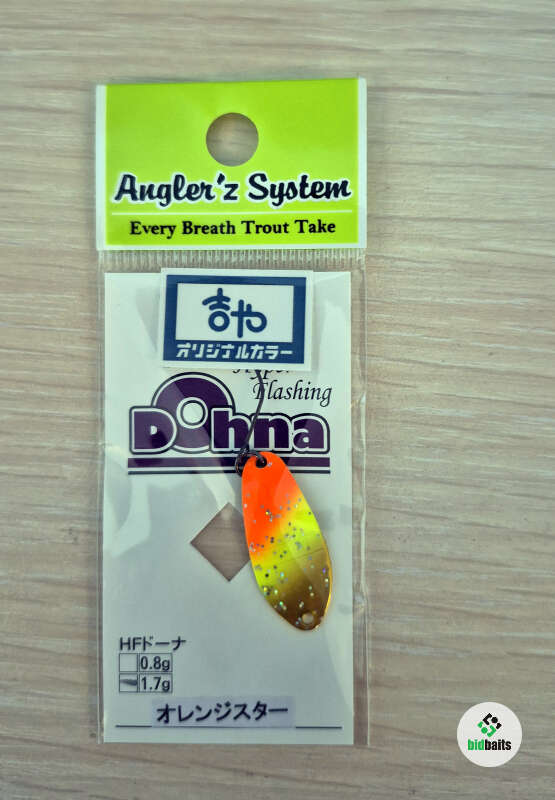 Angler'z System
Every Breath Trout Take
吉や
オリジナルカラー
Hyper
Flashing
Dohna
HFドーナ
0.8g
1.7g
オレンジスター
bidbaits